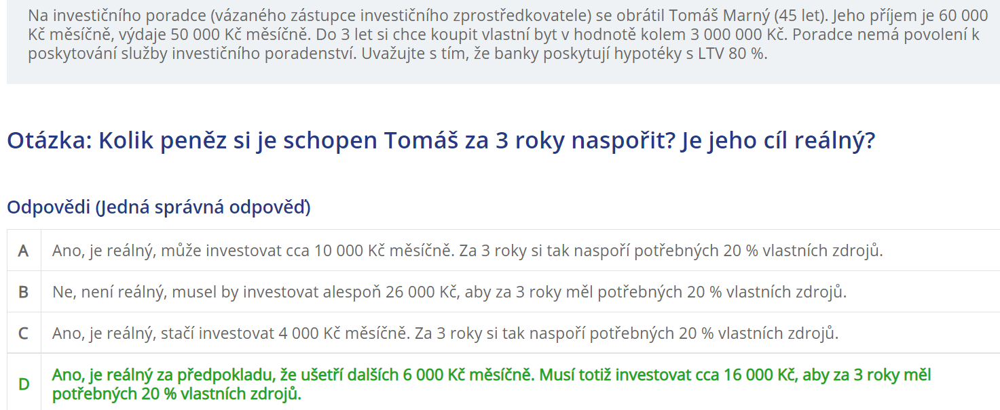 Na investičního poradce (vázaného zástupce investičního zprostředkovatele) se obrátil Tomáš Marný (45 let). Jeho příjem je 60 000
Kč měsíčně, výdaje 50 000 Kč měsíčně. Do 3 let si chce koupit vlastní byt v hodnotě kolem 3 000 000 Kč. Poradce nemá povolení k
poskytování služby investičního poradenství. Uvažujte s tím, že banky poskytují hypotéky s LTV 80 %.
Otázka: Kolik peněz si je schopen Tomáš za 3 roky naspořit? Je jeho cíl reálný?
Odpovědi (Jedná správná odpověď)
A Ano, je reálný, může investovat cca 10 000 Kč měsíčně. Za 3 roky si tak naspoří potřebných 20 % vlastních zdrojů.
B Ne, není reálný, musel by investovat alespoň 26 000 Kč, aby za 3 roky měl potřebných 20 % vlastních zdrojů.
C Ano, je reálný, stačí investovat 4 000 Kč měsíčně. Za 3 roky si tak naspoří potřebných 20 % vlastních zdrojů.
D Ano, je reálný za předpokladu, že ušetří dalších 6 000 Kč měsíčně. Musí totiž investovat cca 16 000 Kč, aby za 3 roky měl
potřebných 20 % vlastních zdrojů.